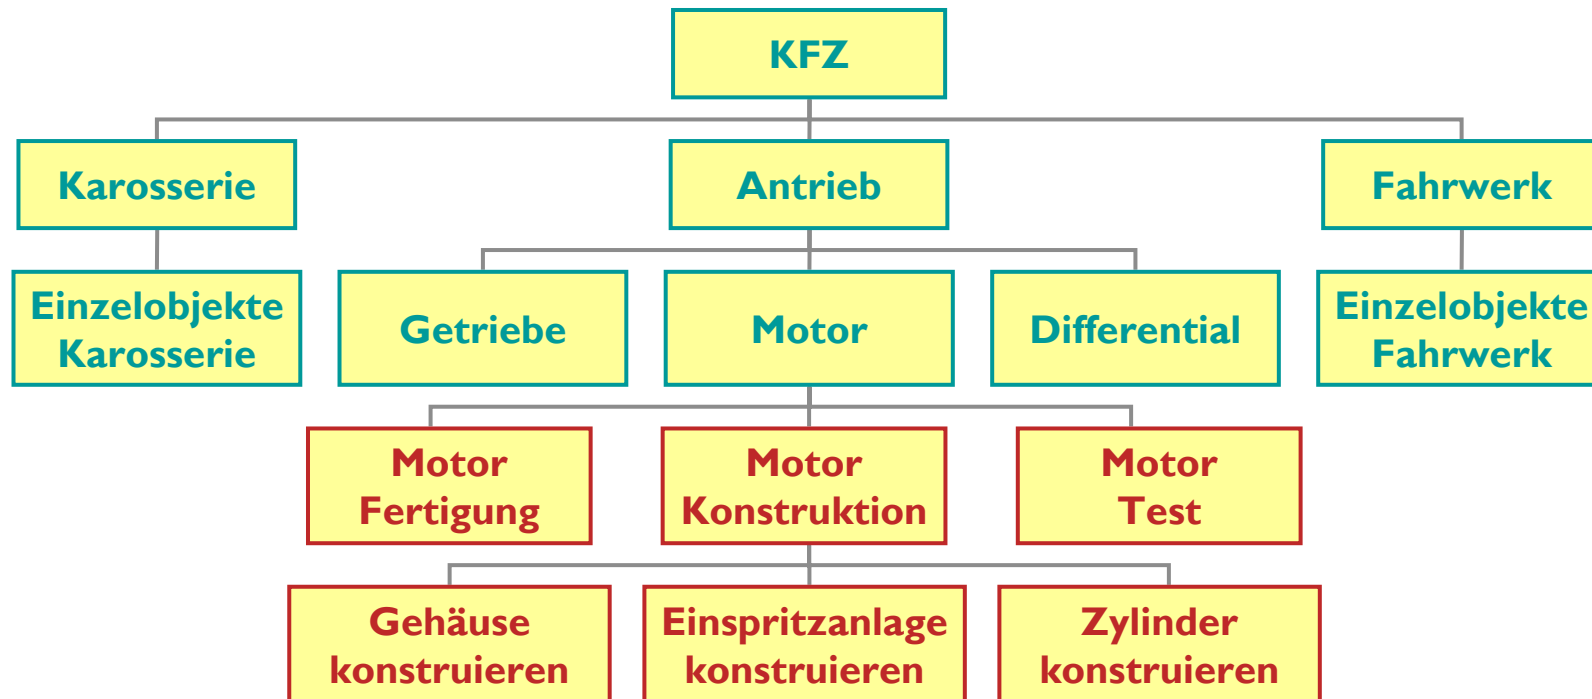 KFZ
Karosserie
Antrieb
Fahrwerk
Einzelobjekte
Karosserie
Getriebe
Motor
Differential
Einzelobjekte
Fahrwerk
Motor
Fertigung
Motor
Konstruktion
Motor
Test
Gehäuse
konstruieren
Einspritzanlage
konstruieren
Zylinder
konstruieren